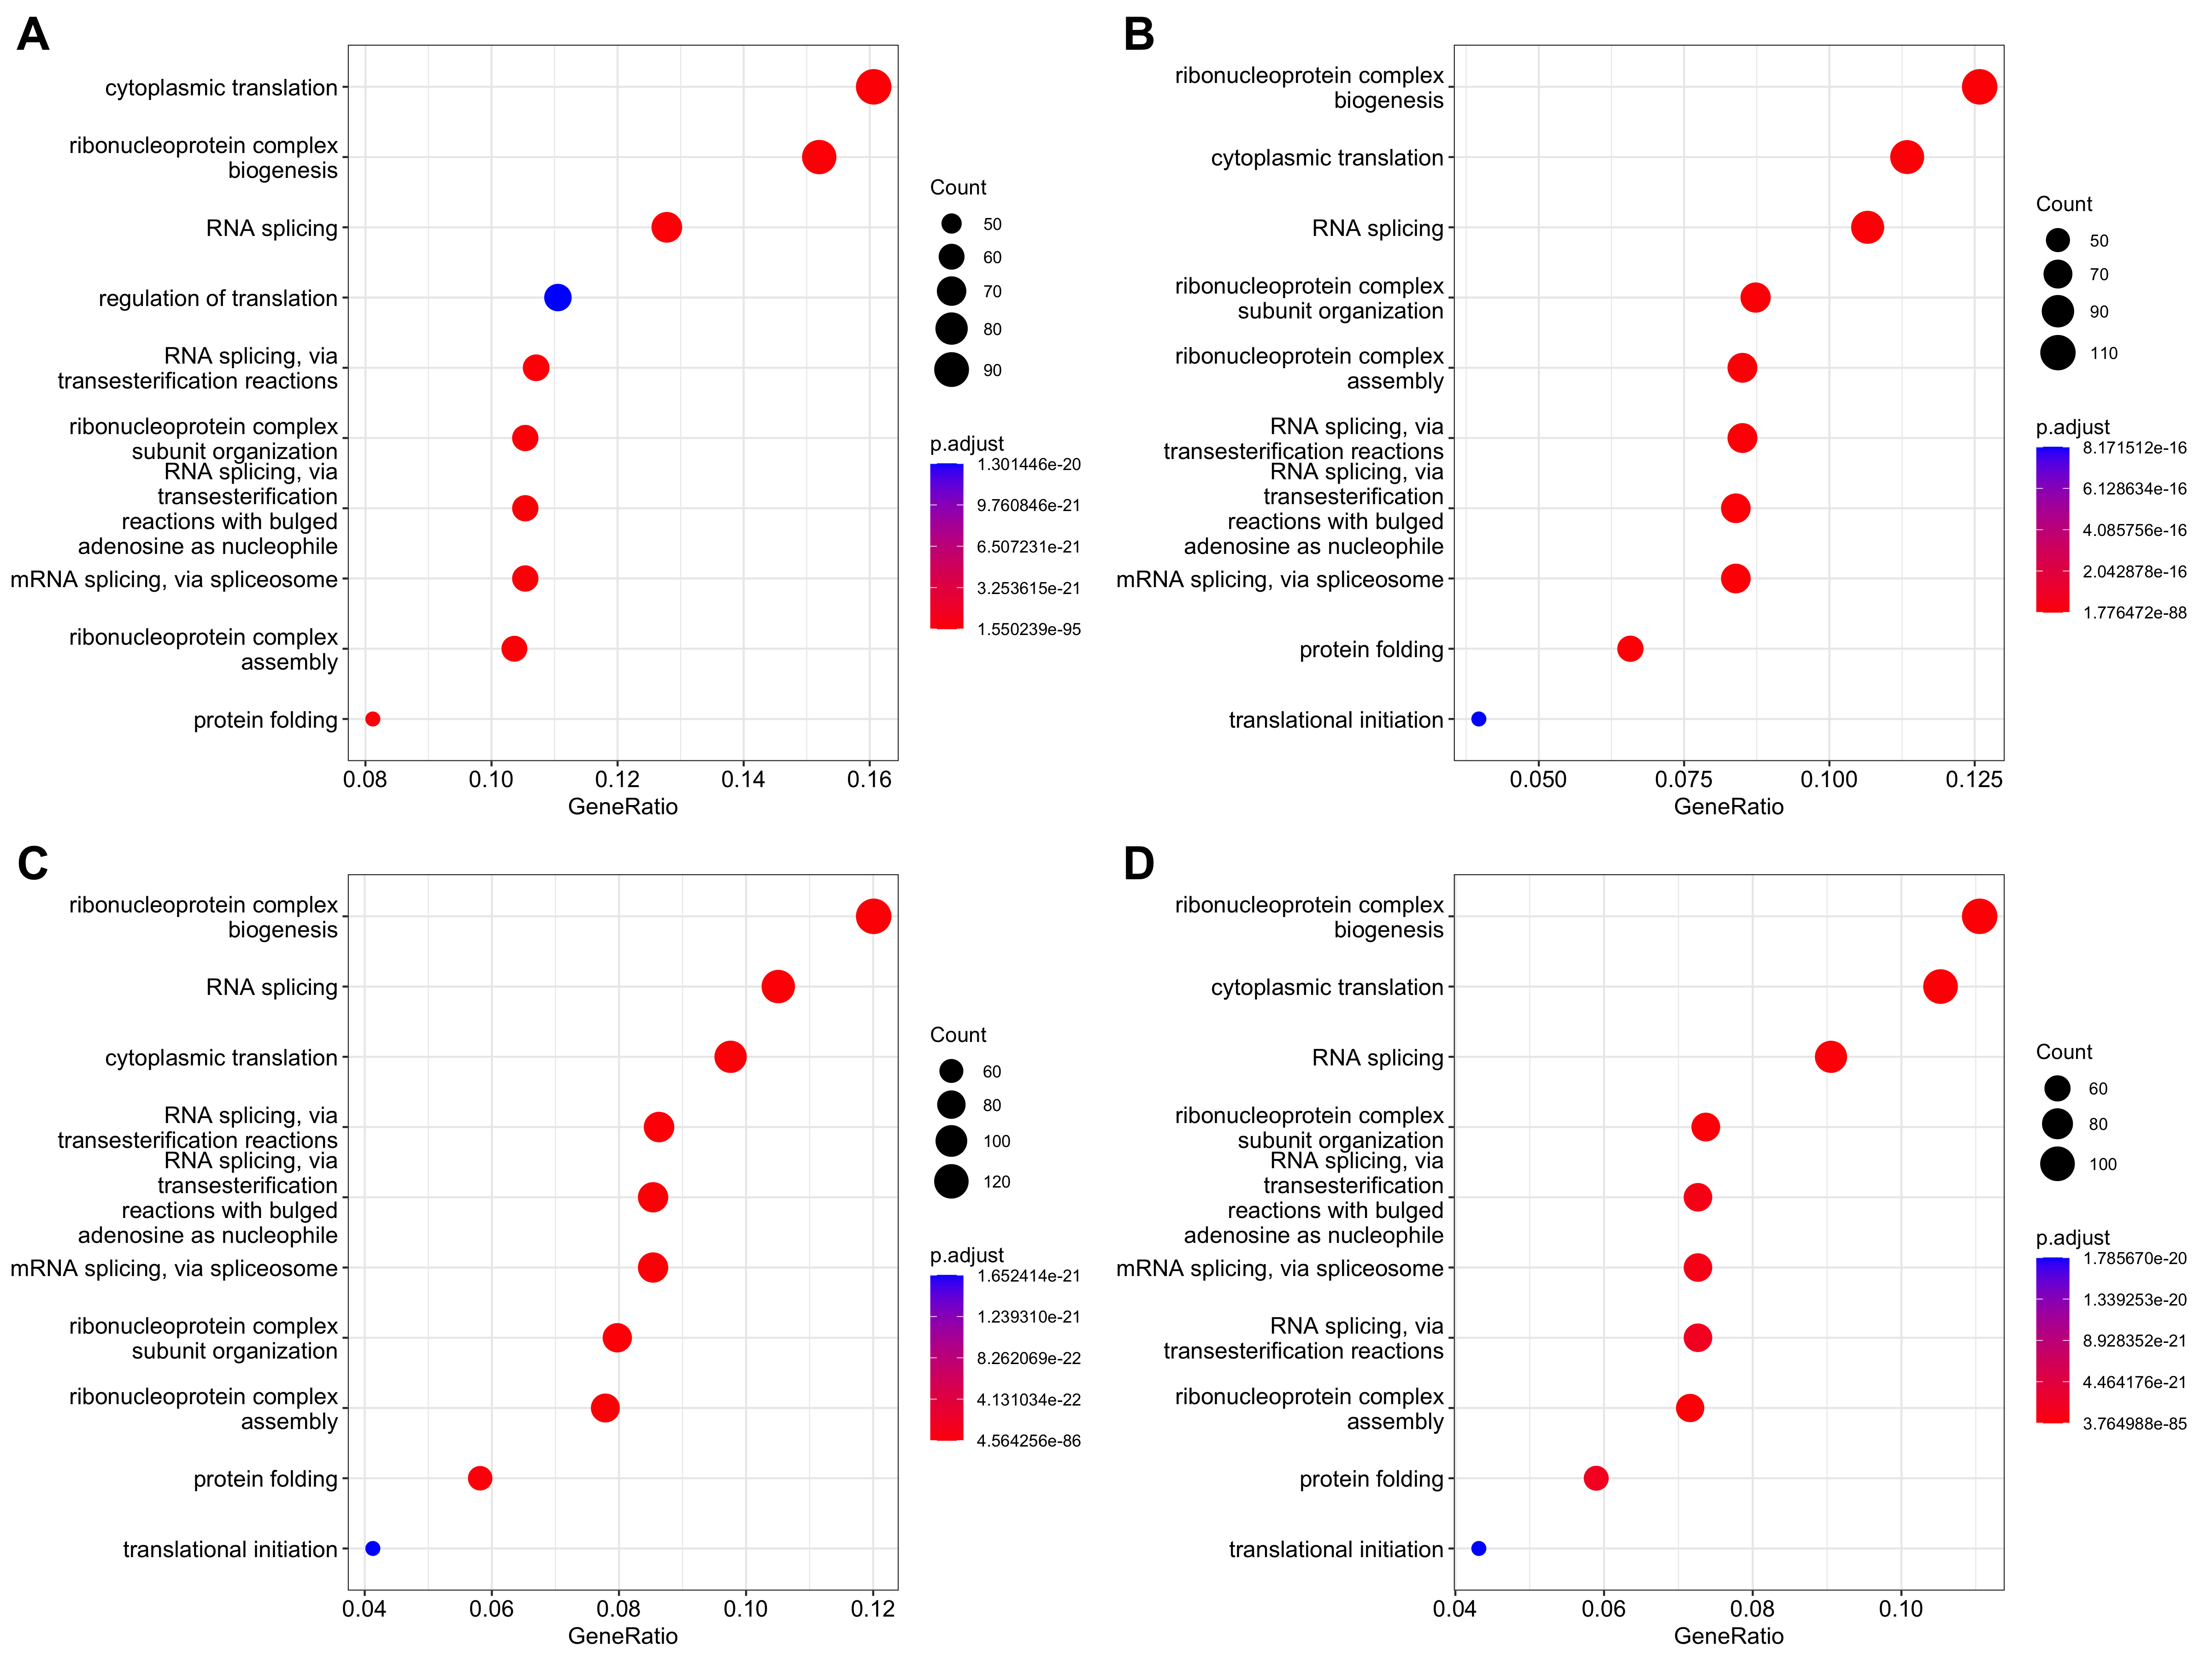 A
cytoplasmic translation
ribonucleoprotein complex
biogenesis
RNA splicing
regulation of translation
RNA splicing, via
transesterification reactions
ribonucleoprotein complex
subunit organization
RNA splicing, via
transesterification
reactions with bulged
adenosine as nucleophile
mRNA splicing, via spliceosome
ribonucleoprotein complex
assembly
protein folding
0.08 0.10 0.12 0.14 0.16
GeneRatio
Count
50
60
70
80
90
p.adjust
1.301446e-20
9.760846e-21
6.507231e-21
3.253615e-21
1.550239e-95
B
ribonucleoprotein complex
biogenesis
cytoplasmic translation
RNA splicing
ribonucleoprotein complex
subunit organization
ribonucleoprotein complex
assembly
RNA splicing, via
transesterification reactions
RNA splicing, via
transesterification
reactions with bulged
adenosine as nucleophile
mRNA splicing, via spliceosome
protein folding
translational initiation
0.050 0.075 0.100 0.125
GeneRatio
Count
50
70
90
110
p.adjust
8.171512e-16
6.128634e-16
4.085756e-16
2.042878e-16
1.776472e-88
C
ribonucleoprotein complex
biogenesis
RNA splicing
cytoplasmic translation
RNA splicing, via
transesterification reactions
RNA splicing, via
transesterification
reactions with bulged
adenosine as nucleophile
mRNA splicing, via spliceosome
ribonucleoprotein complex
subunit organization
ribonucleoprotein complex
assembly
protein folding
translational initiation
0.04 0.06 0.08 0.10 0.12
GeneRatio
Count
60
80
100
120
p.adjust
1.652414e-21
1.239310e-21
8.262069e-22
4.131034e-22
4.564256e-86
D
ribonucleoprotein complex
biogenesis
cytoplasmic translation
RNA splicing
ribonucleoprotein complex
subunit organization
RNA splicing, via
transesterification
reactions with bulged
adenosine as nucleophile
mRNA splicing, via spliceosome
RNA splicing, via
transesterification reactions
ribonucleoprotein complex
assembly
protein folding
translational initiation
0.04 0.06 0.08 0.10
GeneRatio
Count
60
80
100
p.adjust
1.785670e-20
1.339253e-20
8.928352e-21
4.464176e-21
3.764988e-85